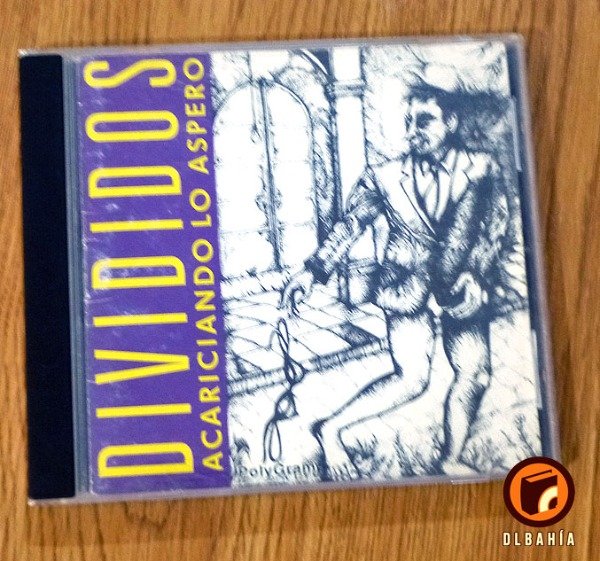 DIVIDIDOS
ACARICIANDO LO ASPERO
PolyGram
DLBAHÍA